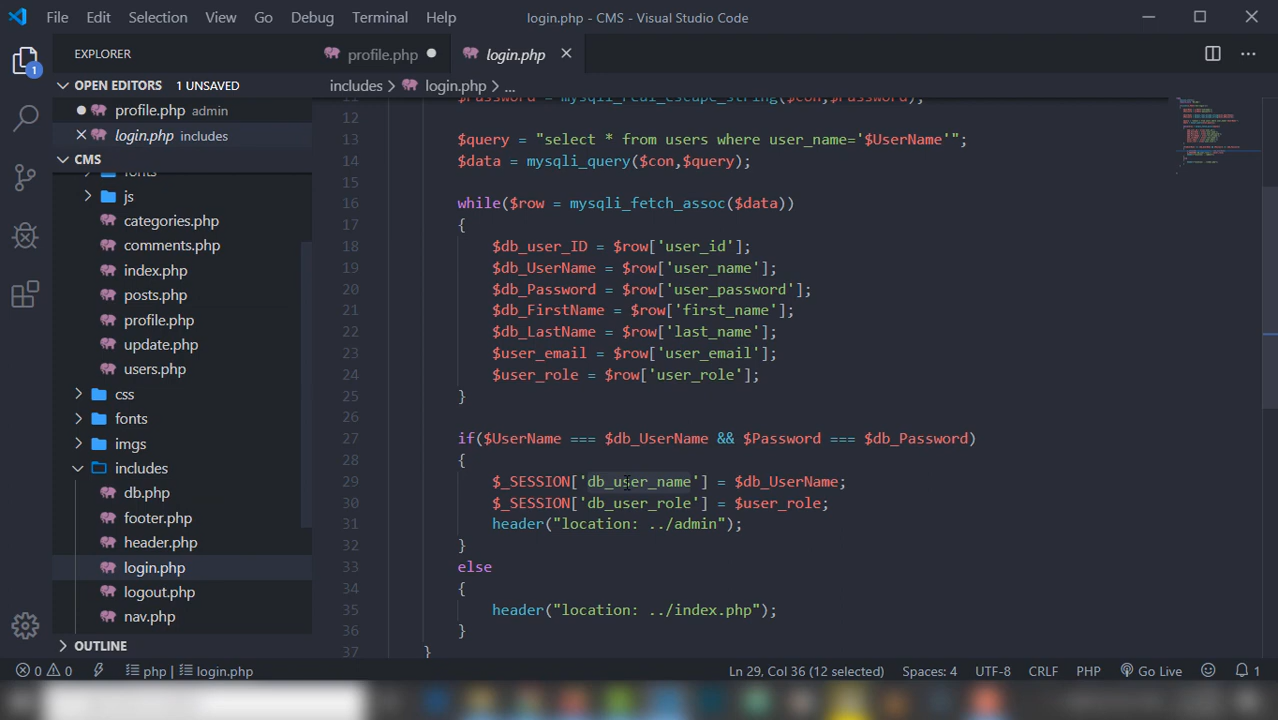 File Edit Selection View Go Debug Terminal Help login.php - CMS - Visual Studio Code
EXPLORER
profile.php login.php
OPEN EDITORS 1 UNSAVED
includes > login.php > ...
1
profile.php admin
login.php includes
CMS
fonts
js
categories.php
comments.php
index.php
posts.php
profile.php
update.php
users.php
css
fonts
imgs
includes
db.php
footer.php
header.php
login.php
logout.php
nav.php
OUTLINE
11 $Password = mysqli_real_escape_string($con,$Password);
12
13 $query = "select * from users where user_name='$UserName'";
14 $data = mysqli_query($con,$query);
15
16 while($row = mysqli_fetch_assoc($data))
17 {
18 $db_user_ID = $row['user_id'];
19 $db_UserName = $row['user_name'];
20 $db_Password = $row['user_password'];
21 $db_FirstName = $row['first_name'];
22 $db_LastName = $row['last_name'];
23 $user_email = $row['user_email'];
24 $user_role = $row['user_role'];
25 }
26
27 if($UserName === $db_UserName && $Password === $db_Password)
28 {
29 $_SESSION['db_user_name'] = $db_UserName;
30 $_SESSION['db_user_role'] = $user_role;
31 header("location: ../admin");
32 }
33 else
34 {
35 header("location: ../index.php");
36 }
37 }
0 0 php | login.php Ln 29, Col 36 (12 selected) Spaces: 4 UTF-8 CRLF PHP Go Live 1